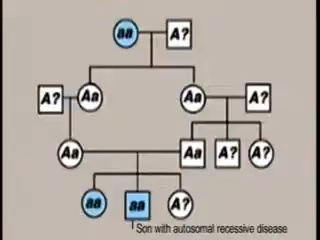 aa A?
A? Aa Aa A?
Aa Aa A? A?
aa aa A?
Son with autosomal recessive disease